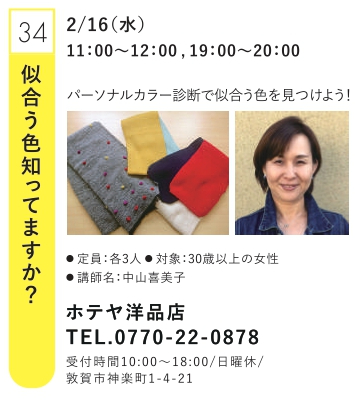 34
似合う色知ってますか?
2/16(水)
11:00〜12:00 , 19:00〜20:00
パーソナルカラー診断で似合う色を見つけよう!
● 定員:各3人 ● 対象:30歳以上の女性
● 講師名:中山喜美子
ホテヤ洋品店
TEL.0770-22-0878
受付時間10:00〜18:00/日曜休/
敦賀市神楽町1-4-21